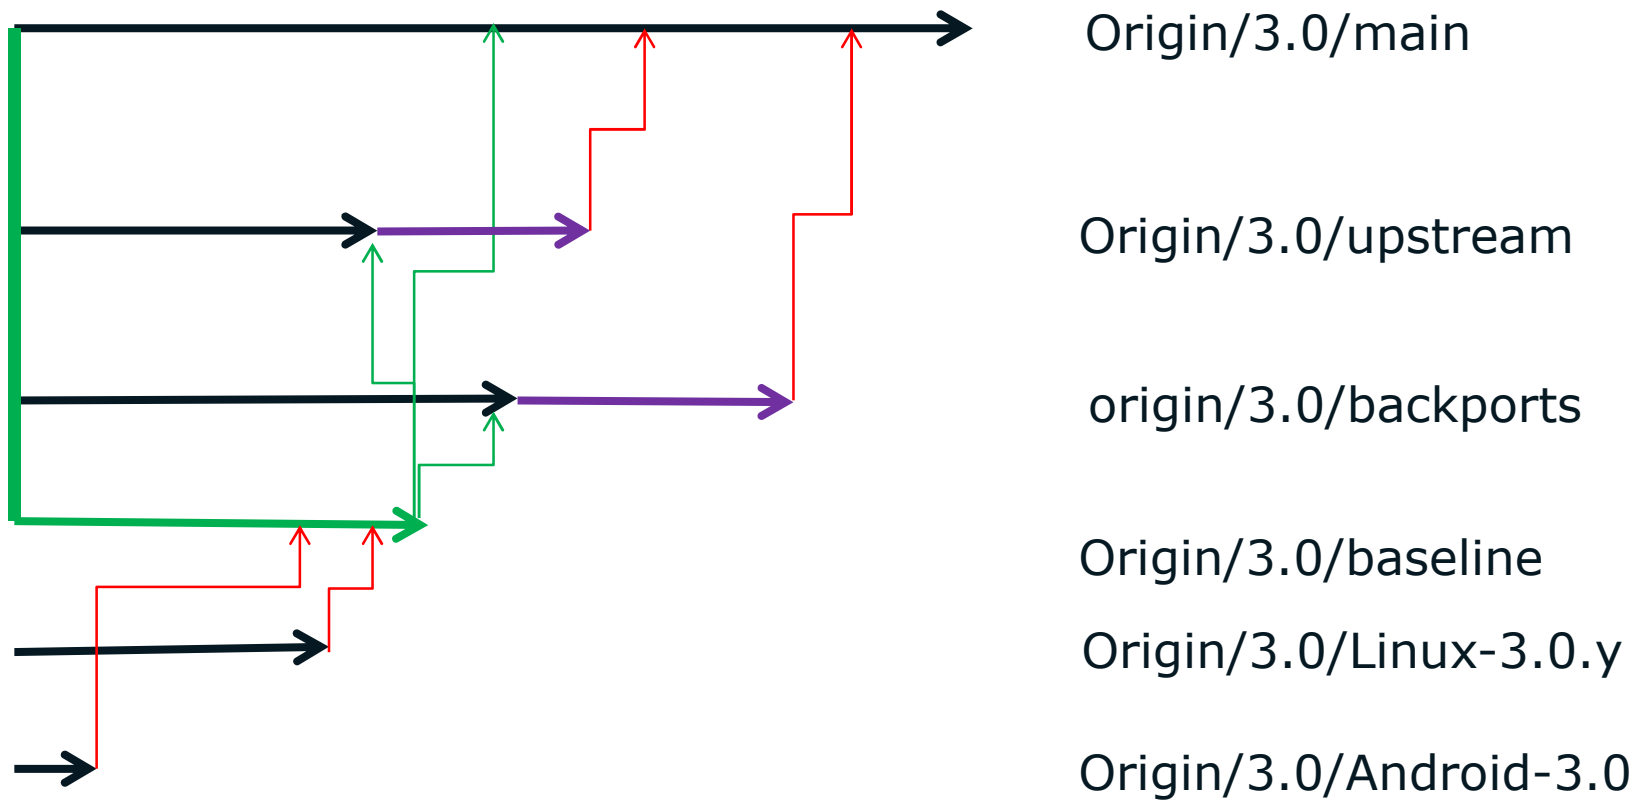 Origin/3.0/main
Origin/3.0/upstream
origin/3.0/backports
Origin/3.0/baseline
Origin/3.0/Linux-3.0.y
Origin/3.0/Android-3.0